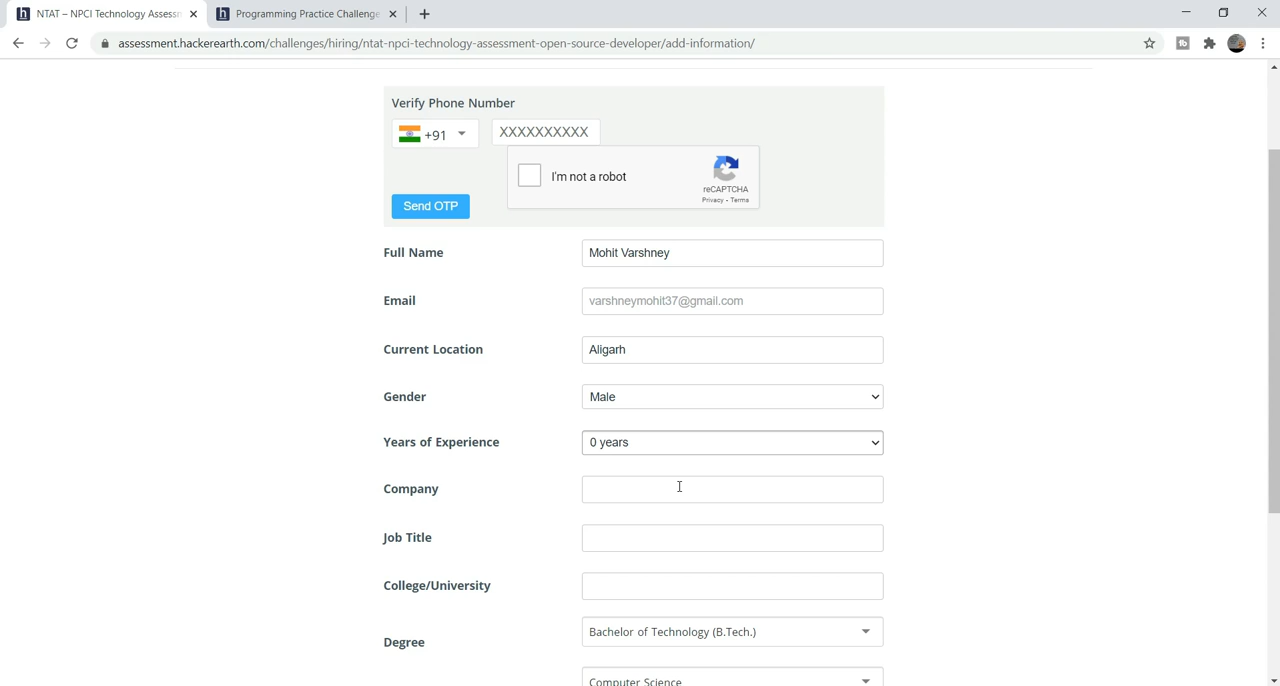 NTAT – NPCI Technology Assessm
Programming Practice Challenge
assessment.hackerearth.com/challenges/hiring/ntat-npci-technology-assessment-open-source-developer/add-information/
Verify Phone Number
+91
XXXXXXXXXX
I'm not a robot
reCAPTCHA
Privacy - Terms
Send OTP
Full Name
Mohit Varshney
Email
varshneymohit37@gmail.com
Current Location
Aligarh
Gender
Male
Years of Experience
0 years
Company
Job Title
College/University
Degree
Bachelor of Technology (B.Tech.)
Computer Science